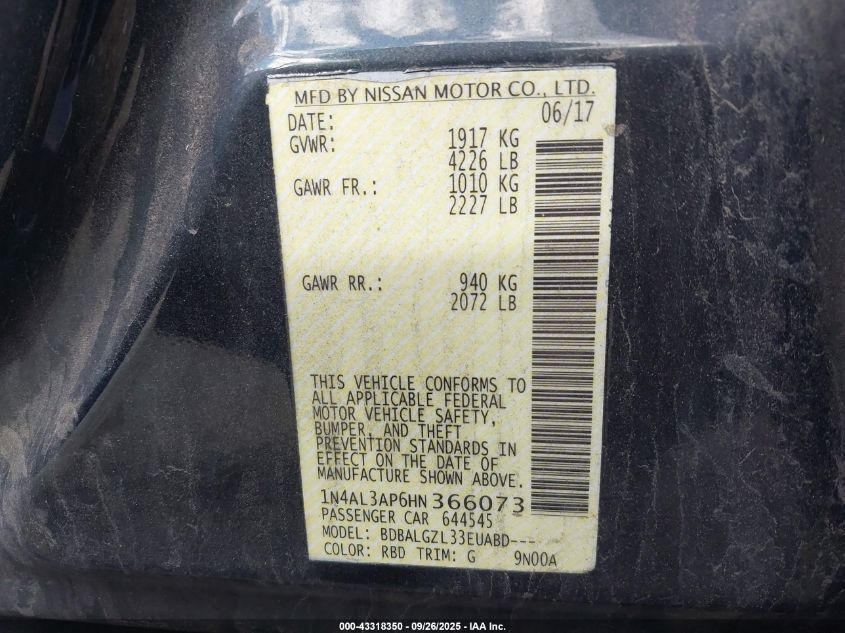 MFD BY NISSAN MOTOR CO., LTD.
DATE: 06/17
GVWR: 1917 KG
4226 LB
GAWR FR.: 1010 KG
2227 LB
GAWR RR.: 940 KG
2072 LB
THIS VEHICLE CONFORMS TO
ALL APPLICABLE FEDERAL
MOTOR VEHICLE SAFETY,
BUMPER, AND THEFT
PREVENTION STANDARDS IN
EFFECT ON THE DATE OF
MANUFACTURE SHOWN ABOVE.
1N4AL3AP6HN366073
PASSENGER CAR 644545
MODEL: BDBALGZL33EUABD---
COLOR: RBD TRIM: G 9N00A
000-43318350 - 09/26/2025 - IAA Inc.